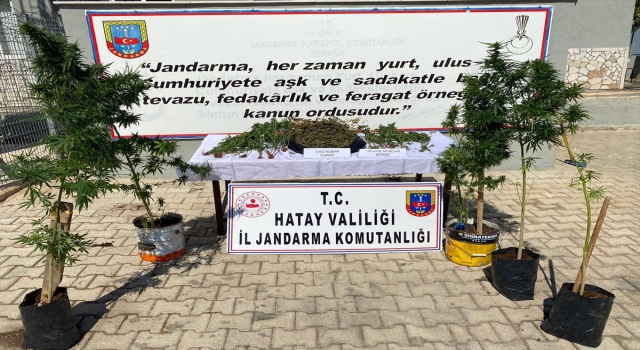 T.C.
J. GN. K.
JANDARMA KARAKOL KOMUTANLIĞI
“Jandarma, her zaman yurt, ulus
cumhuriyete aşk ve sadakatle b
tevazu, fedakârlık ve feragat örneğ
kanun ordusudur.”
T.C.
HATAY VALİLİĞİ
İL JANDARMA KOMUTANLIĞI